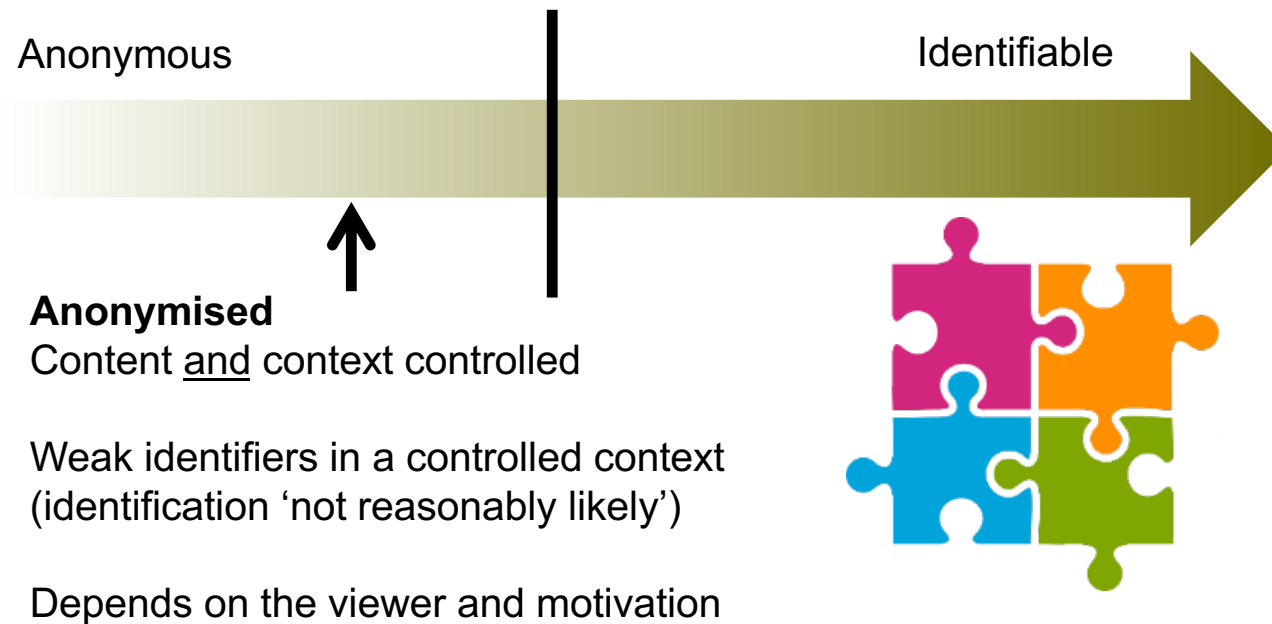 Anonymous
Identifiable
Anonymised
Content and context controlled
Weak identifiers in a controlled context
(identification ‘not reasonably likely’)
Depends on the viewer and motivation